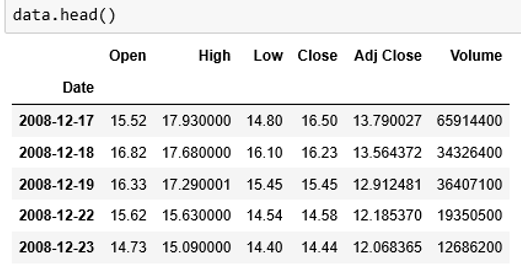 data.head()
Open High Low Close Adj Close Volume
Date
2008-12-17 15.52 17.930000 14.80 16.50 13.790027 65914400
2008-12-18 16.82 17.680000 16.10 16.23 13.564372 34326400
2008-12-19 16.33 17.290001 15.45 15.45 12.912481 36407100
2008-12-22 15.62 15.630000 14.54 14.58 12.185370 19350500
2008-12-23 14.73 15.090000 14.40 14.44 12.068365 12686200